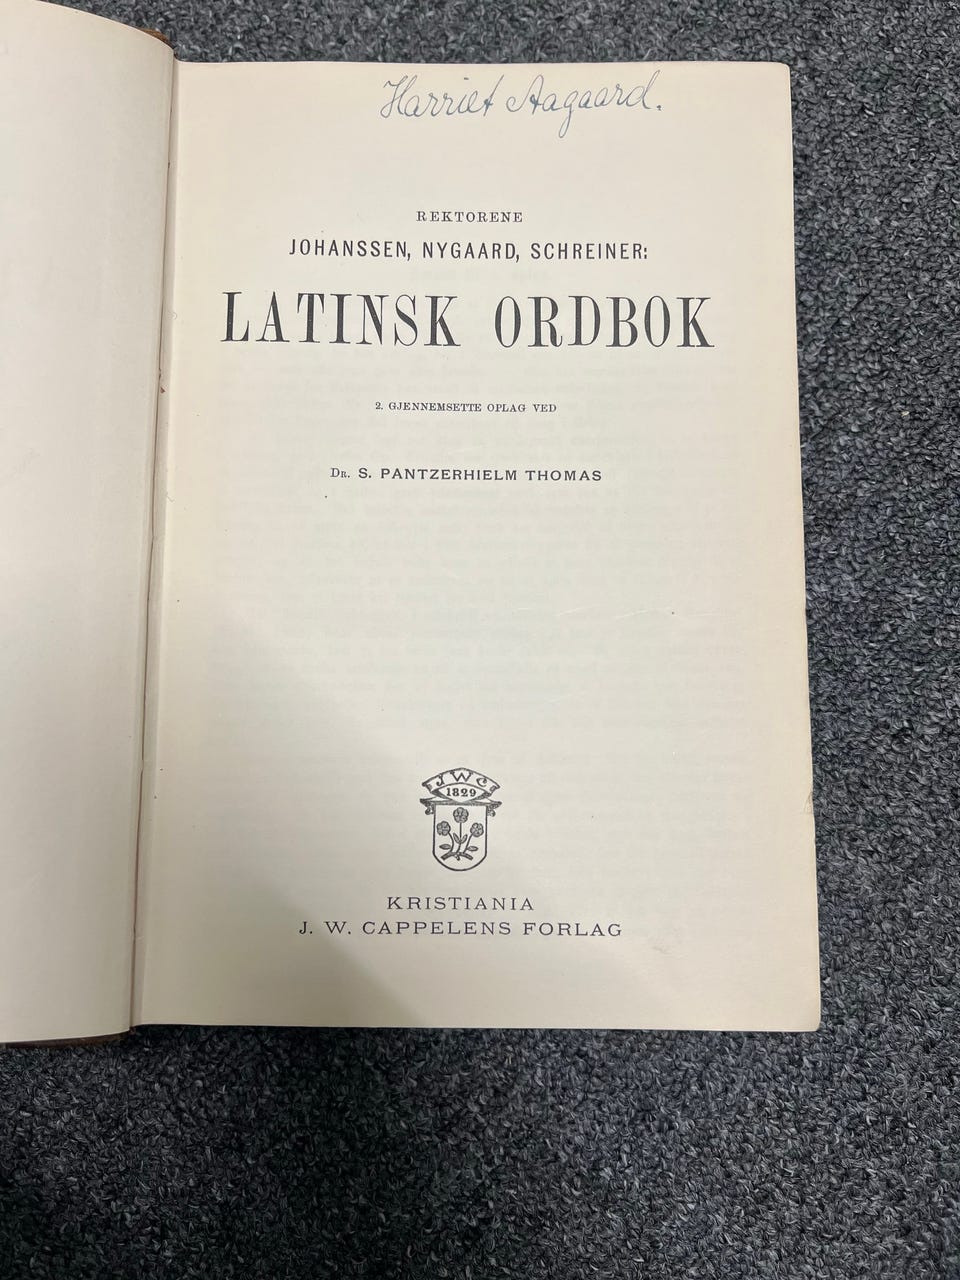 Harriet Aagaard.
REKTORENE
JOHANSSEN, NYGAARD, SCHREINER:
LATINSK ORDBOK
2. GJENNEMSETTE OPLAG VED
DR. S. PANTZERHIELM THOMAS
J W C
1829
KRISTIANIA
J. W. CAPPELENS FORLAG